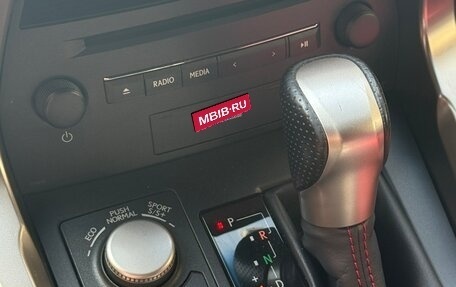 RADIO
MEDIA
MBIB-RU
PUSH
NORMAL
ECO
SPORT
S/S+
P
R
N